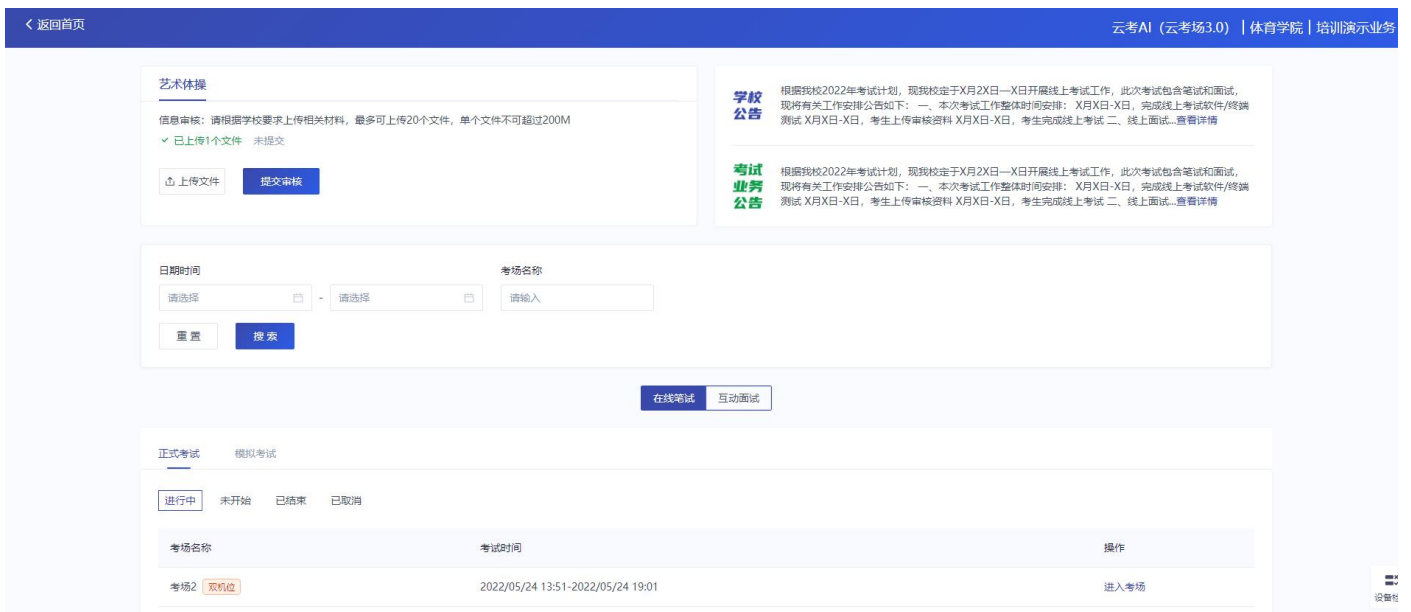 返回首页
云考AI（云考场3.0）｜体育学院｜培训演示业务
艺术体操
信息审核：请根据学校要求上传相关材料，最多可上传20个文件，单个文件不可超过200M
已上传1个文件 未提交
上传文件 提交审核
学校
公告
根据我校2022年考试计划，现我校定于X月2X日—X日开展线上考试工作，此次考试包含笔试和面试，
现将有关工作安排公告如下： 一、本次考试工作整体时间安排： X月X日-X日，完成线上考试软件/终端
测试 X月X日-X日，考生上传审核资料 X月X日-X日，考生完成线上考试 二、线上面试...查看详情
考试
业务
公告
根据我校2022年考试计划，现我校定于X月2X日—X日开展线上考试工作，此次考试包含笔试和面试，
现将有关工作安排公告如下： 一、本次考试工作整体时间安排： X月X日-X日，完成线上考试软件/终端
测试 X月X日-X日，考生上传审核资料 X月X日-X日，考生完成线上考试 二、线上面试...查看详情
日期时间 考场名称
请选择 - 请选择 请输入
重置 搜索
在线笔试 互动面试
正式考试 模拟考试
进行中 未开始 已结束 已取消
考场名称 考试时间 操作
考场2 双机位 2022/05/24 13:51-2022/05/24 19:01 进入考场
设备